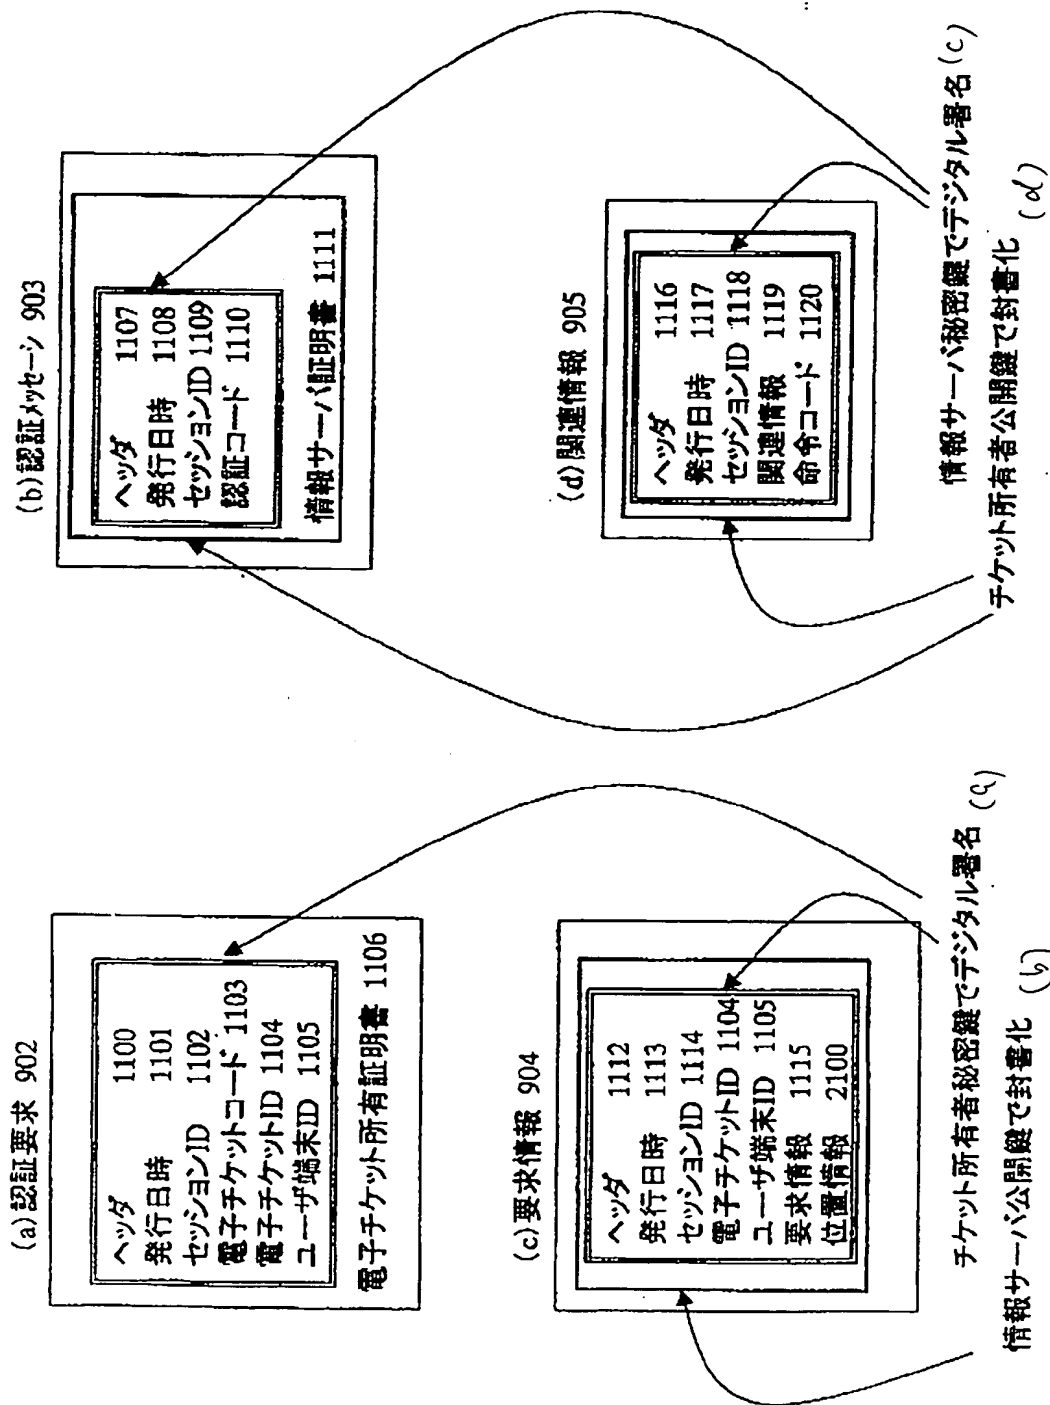 (a)認証要求 902
ヘッダ 1100
発行日時 1101
セッションID 1102
電子チケットコード 1103
電子チケットID 1104
ユーザ端末ID 1105
電子チケット所有証明書 1106
(b)認証メッセージ 903
ヘッダ 1107
発行日時 1108
セッションID 1109
認証コード 1110
情報サーバ証明書 1111
(c)要求情報 904
ヘッダ 1112
発行日時 1113
セッションID 1114
電子チケットID 1104
ユーザ端末ID 1105
要求情報 1115
位置情報 2100
(d)関連情報 905
ヘッダ 1116
発行日時 1117
セッションID 1118
関連情報 1119
命令コード 1120
チケット所有者秘密鍵でデジタル署名 (a)
情報サーバ公開鍵で封書化 (b)
情報サーバ秘密鍵でデジタル署名 (c)
チケット所有者公開鍵で封書化 (d)